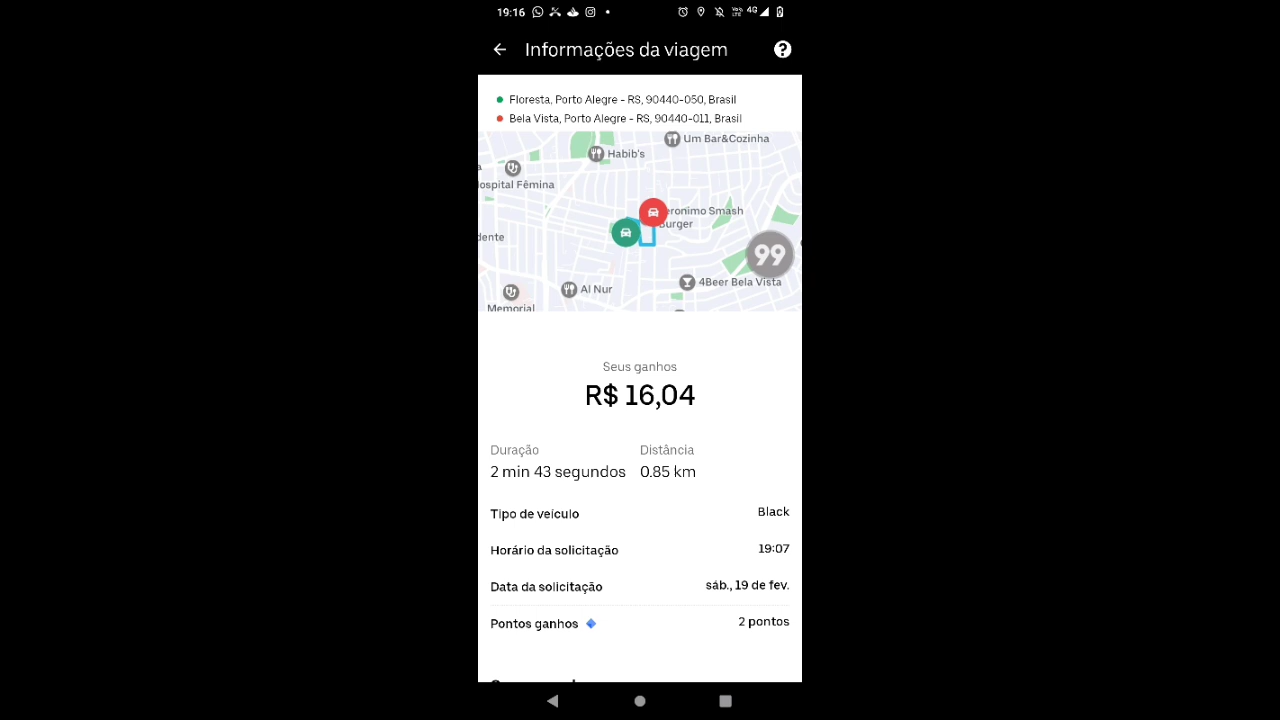 19:16
VoD LTE 4G
Informações da viagem
Floresta, Porto Alegre - RS, 90440-050, Brasil
Bela Vista, Porto Alegre - RS, 90440-011, Brasil
Um Bar&Cozinha
Habib's
a
ospital Fêmina
eronimo Smash
Burger
dente
99
4Beer Bela Vista
Al Nur
Memorial
Seus ganhos
R$ 16,04
Duração Distância
2 min 43 segundos 0.85 km
Tipo de veículo Black
Horário da solicitação 19:07
Data da solicitação sáb., 19 de fev.
Pontos ganhos 2 pontos